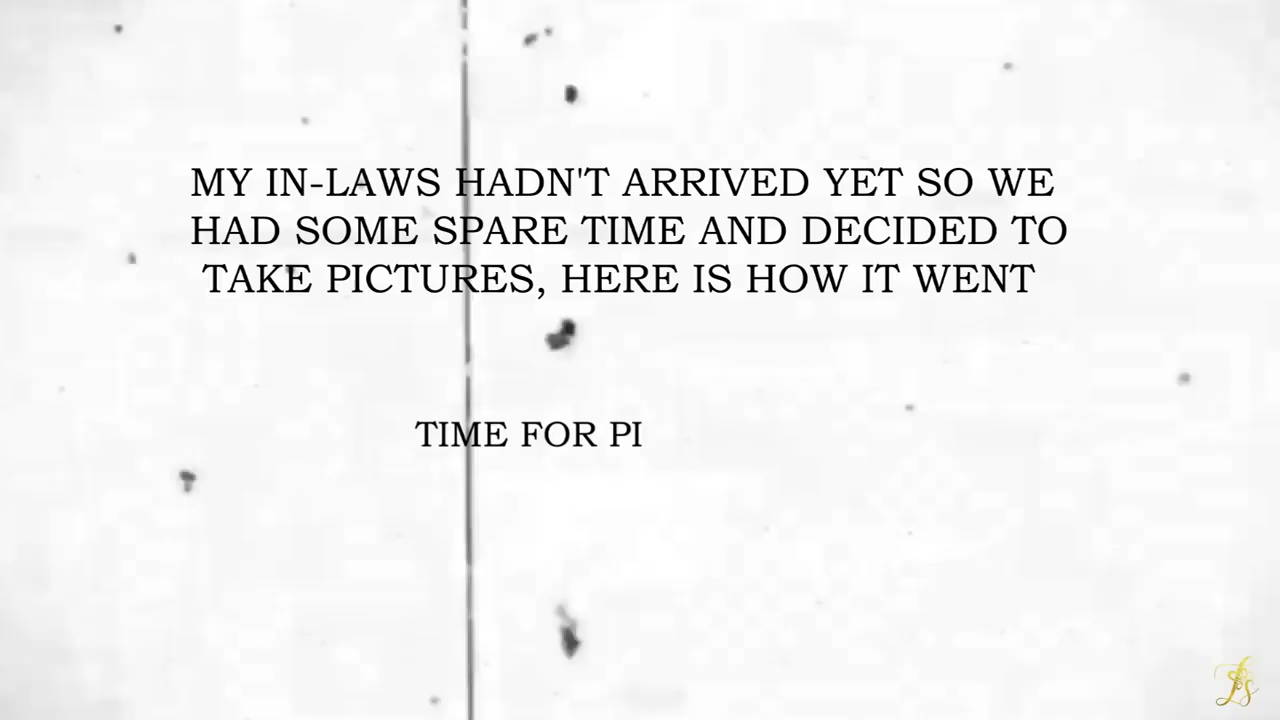 MY IN-LAWS HADN'T ARRIVED YET SO WE
HAD SOME SPARE TIME AND DECIDED TO
TAKE PICTURES, HERE IS HOW IT WENT
TIME FOR PI